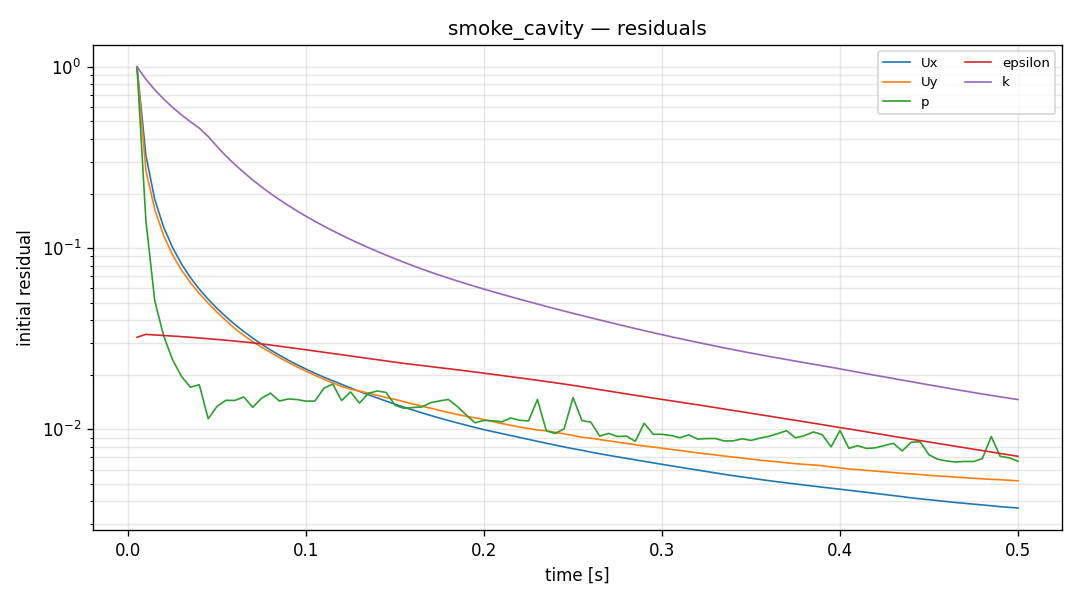 smoke_cavity — residuals
Ux
Uy
p
epsilon
k
10⁰
10⁻¹
10⁻²
initial residual
0.0 0.1 0.2 0.3 0.4 0.5
time [s]